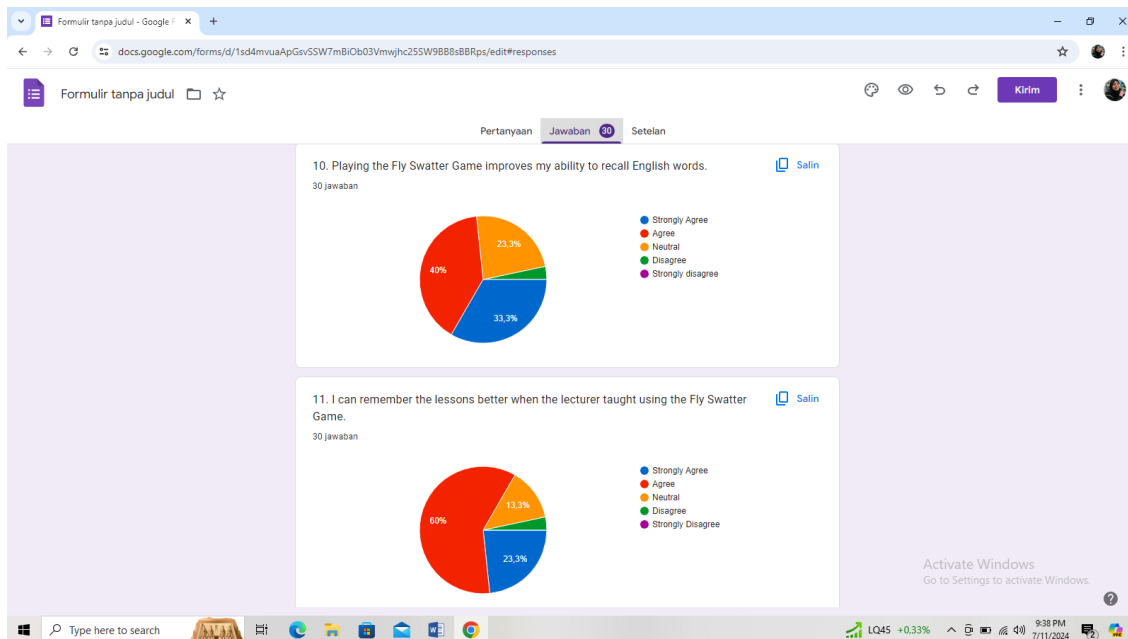 Formulir tanpa judul - Google F
docs.google.com/forms/d/1sd4mvuaApGsvSSW7mBiOb03Vmwjhc25SW9BB8sBBRps/edit#responses
Formulir tanpa judul
Kirim
Pertanyaan Jawaban 30 Setelan
10. Playing the Fly Swatter Game improves my ability to recall English words.
Salin
30 jawaban
Strongly Agree
Agree
Neutral
Disagree
Strongly disagree
23,3%
40%
33,3%
11. I can remember the lessons better when the lecturer taught using the Fly Swatter
Game.
Salin
30 jawaban
Strongly Agree
Agree
Neutral
Disagree
Strongly Disagree
13,3%
60%
23,3%
Activate Windows
Go to Settings to activate Windows.
Type here to search
LQ45 +0,33%
9:38 PM
7/11/2024